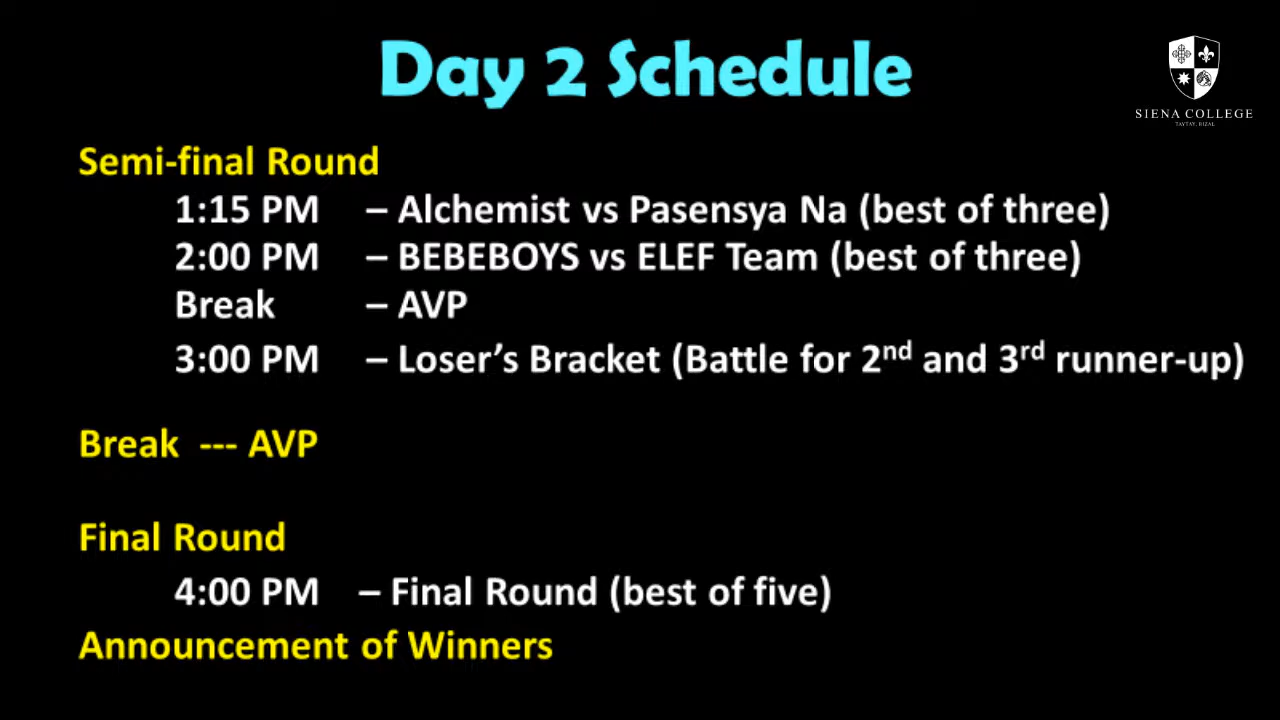 Day 2 Schedule
SIENA COLLEGE
TAYTAY, RIZAL
Semi-final Round
1:15 PM – Alchemist vs Pasensya Na (best of three)
2:00 PM – BEBEBOYS vs ELEF Team (best of three)
Break – AVP
3:00 PM – Loser’s Bracket (Battle for 2nd and 3rd runner-up)
Break --- AVP
Final Round
4:00 PM – Final Round (best of five)
Announcement of Winners